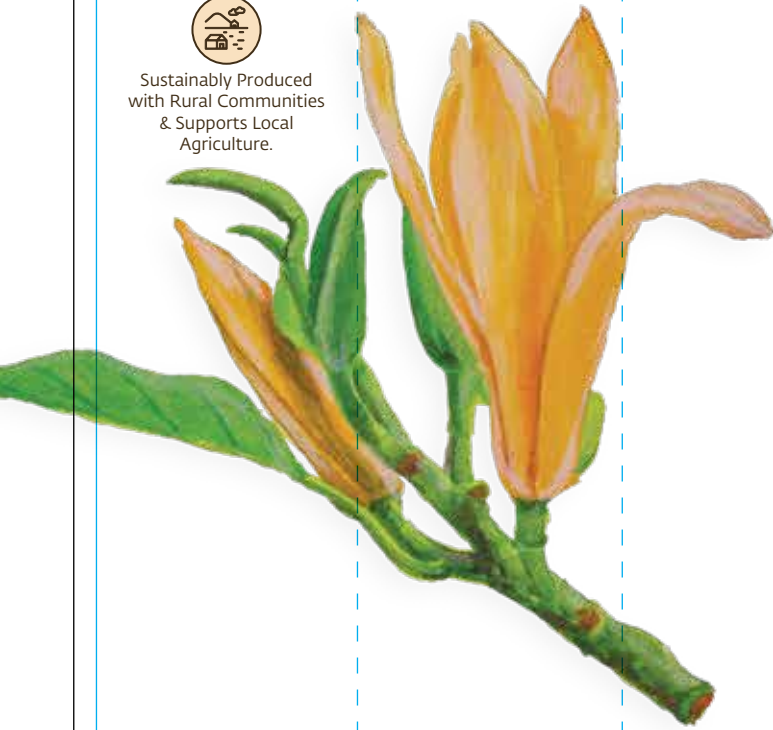 Sustainably Produced
with Rural Communities
& Supports Local
Agriculture.